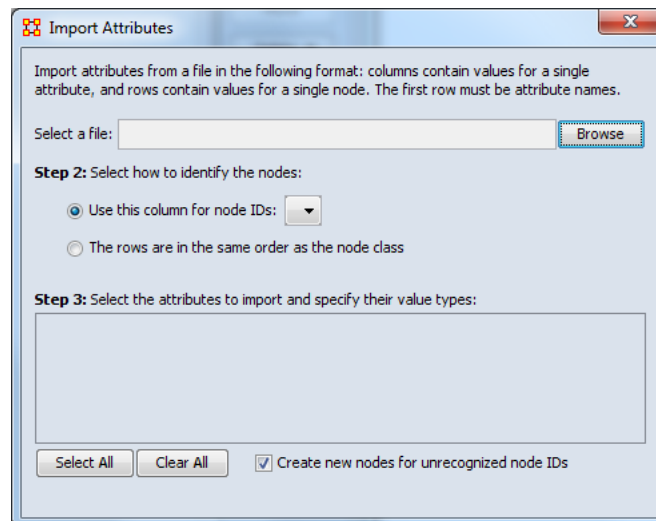 Import Attributes
Import attributes from a file in the following format: columns contain values for a single
attribute, and rows contain values for a single node. The first row must be attribute names.
Select a file: Browse
Step 2: Select how to identify the nodes:
Use this column for node IDs:
The rows are in the same order as the node class
Step 3: Select the attributes to import and specify their value types:
Select All Clear All Create new nodes for unrecognized node IDs